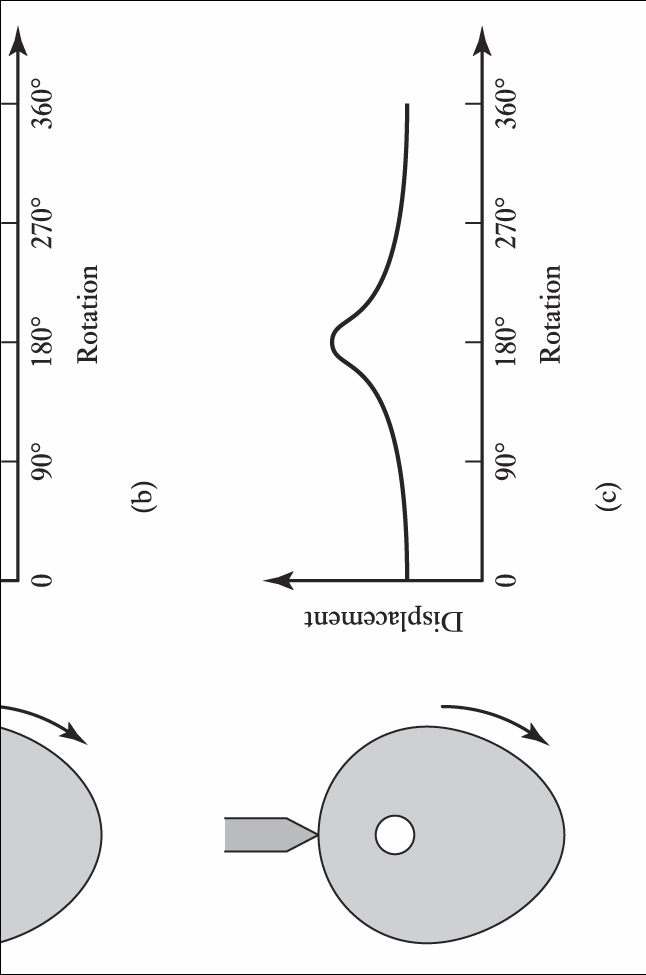 0 90° 180° 270° 360°
Rotation
(b)
Displacement
0 90° 180° 270° 360°
Rotation
(c)